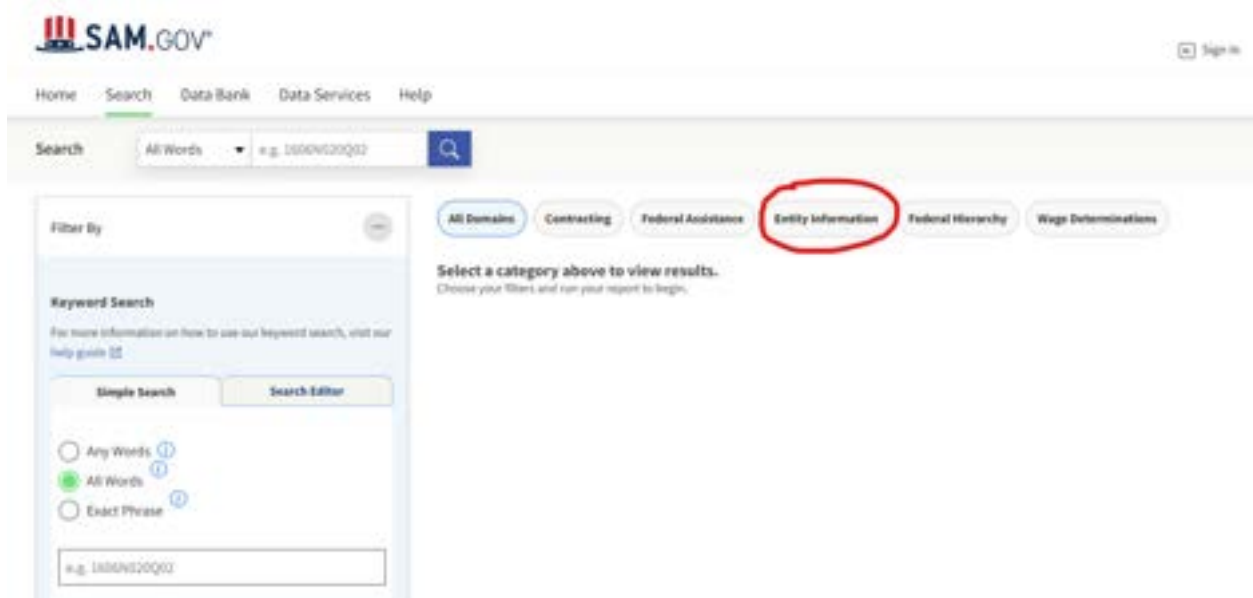 SAM.GOV®
Sign In
Home Search Data Bank Data Services Help
Search All Words e.g. 1606N020Q02
Filter By
All Domains Contracting Federal Assistance Entity Information Federal Hierarchy Wage Determinations
Select a category above to view results.
Choose your filters and run your report to begin.
Keyword Search
For more information on how to use our keyword search, visit our
help guide
Simple Search Search Editor
Any Words
All Words
Exact Phrase
e.g. 1606N020Q02